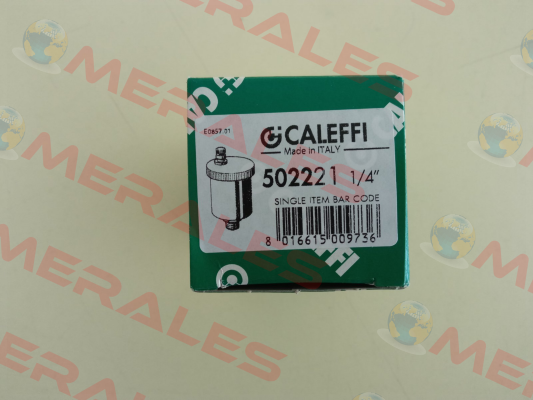 E0857 01
CALEFFI
Made in ITALY
502221 1/4"
SINGLE ITEM BAR CODE
8 016615 009736
MERALES
MERALES
MERALES
MERALES